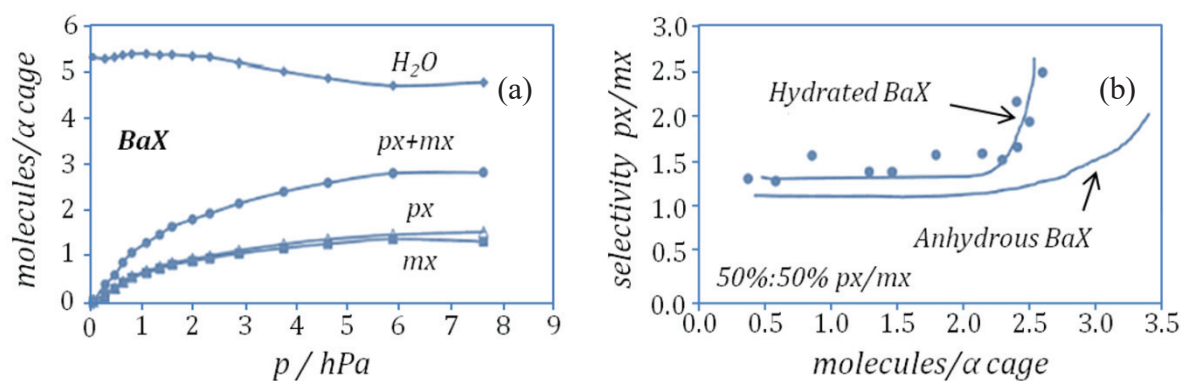 molecules/α cage
6
5
4
3
2
1
0
H₂O
(a)
BaX
px+mx
px
mx
0 1 2 3 4 5 6 7 8 9
p / hPa
selectivity px/mx
3.0
2.5
2.0
1.5
1.0
0.5
0.0
Hydrated BaX
(b)
Anhydrous BaX
50%:50% px/mx
0.0 0.5 1.0 1.5 2.0 2.5 3.0 3.5
molecules/α cage